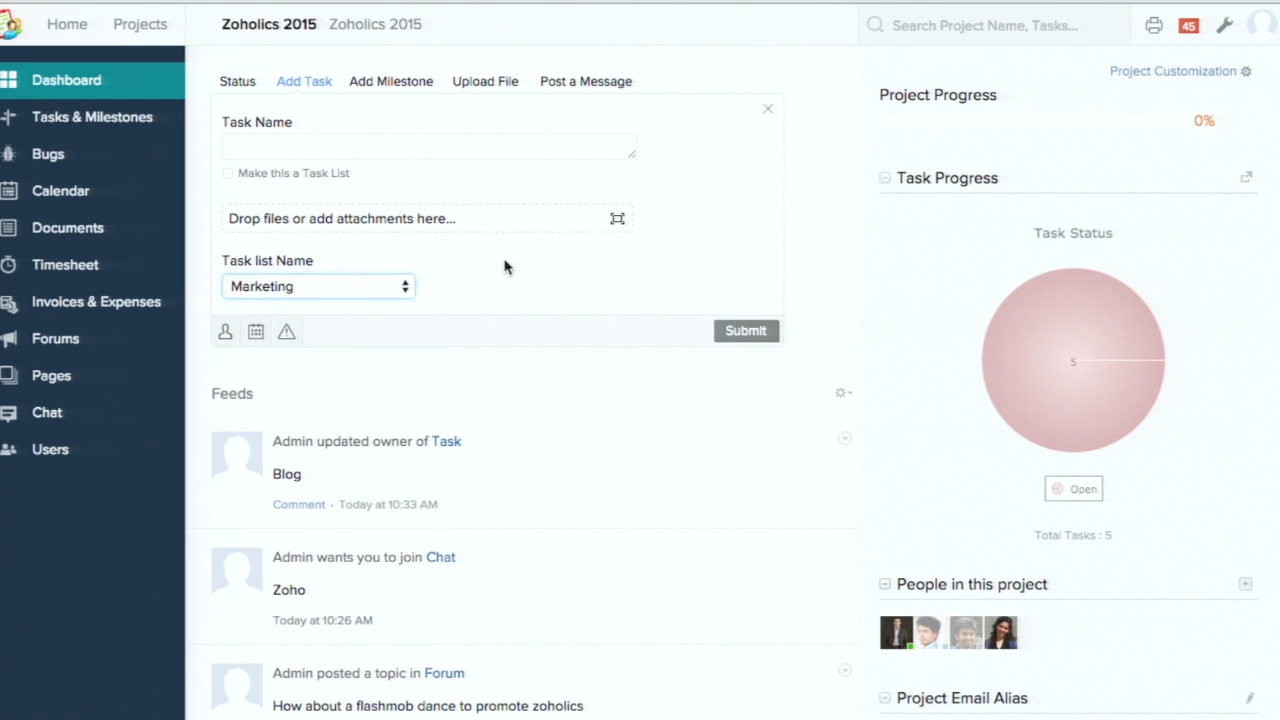 Home Projects Zoholics 2015 Zoholics 2015 Search Project Name, Tasks... 45
Dashboard
Tasks & Milestones
Bugs
Calendar
Documents
Timesheet
Invoices & Expenses
Forums
Pages
Chat
Users
Status Add Task Add Milestone Upload File Post a Message
Task Name
Make this a Task List
Drop files or add attachments here...
Task list Name
Marketing
Submit
Feeds
Admin updated owner of Task
Blog
Comment · Today at 10:33 AM
Admin wants you to join Chat
Zoho
Today at 10:26 AM
Admin posted a topic in Forum
How about a flashmob dance to promote zoholics
Project Customization
Project Progress
0%
Task Progress
Task Status
5
Open
Total Tasks : 5
People in this project
Project Email Alias